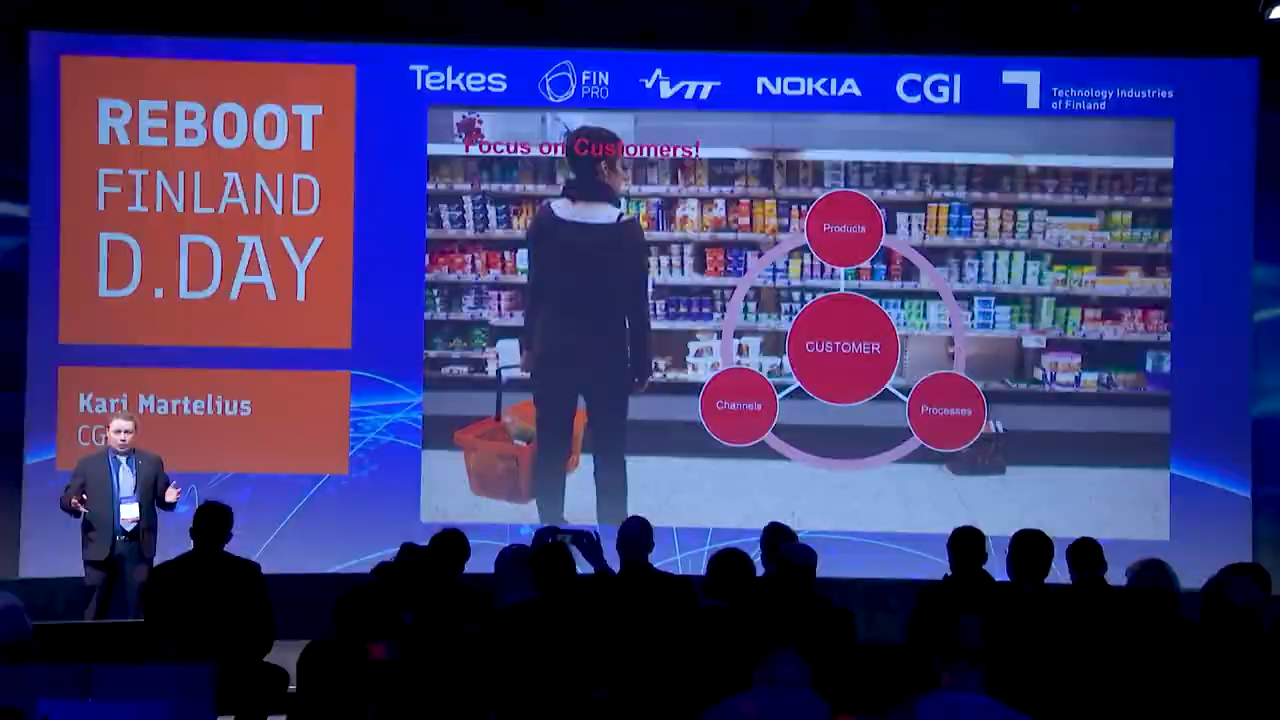 REBOOT
FINLAND
D.DAY
Kari Martelius
CG
Tekes
FIN
PRO
VTT
NOKIA
CGI
Technology Industries
of Finland
Focus on Customers!
Products
CUSTOMER
Channels
Processes